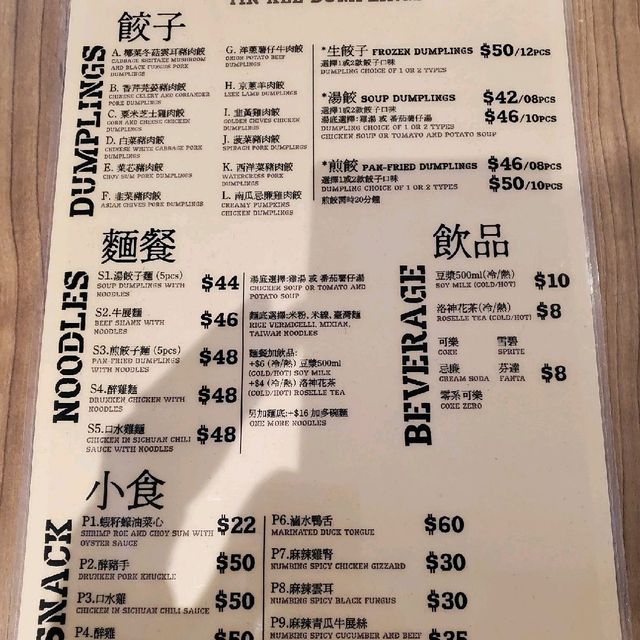 餃子
DUMPLINGS
A. 椰菜冬菇雲耳豬肉餃
CABBAGE SHIITAKE MUSHROOM
AND BLACK FUNGUS PORK
DUMPLINGS
B. 香芹芫荽豬肉餃
CHINESE CELERY AND CORIANDER
PORK DUMPLINGS
C. 粟米芝士雞肉餃
CORN AND CHEESE CHICKEN
DUMPLINGS
D. 白菜豬肉餃
CHINESE WHITE CABBAGE PORK
DUMPLINGS
E. 菜芯豬肉餃
CHOY SUM PORK DUMPLINGS
F. 韭菜豬肉餃
ASIAN CHIVES PORK DUMPLINGS
G. 洋蔥薯仔牛肉餃
ONION POTATO BEEF
DUMPLINGS
H. 京蔥羊肉餃
LEEK LAMB DUMPLINGS
I. 韭黃雞肉餃
GOLDEN CHIVES CHICKEN
DUMPLINGS
J. 菠菜豬肉餃
SPINACH PORK DUMPLINGS
K. 西洋菜豬肉餃
WATERCRESS PORK
DUMPLINGS
L. 南瓜忌廉雞肉餃
CREAMY PUMPKINS
CHICKEN DUMPLINGS
*生餃子 FROZEN DUMPLINGS $50/12PCS
選擇1或2款餃子口味
DUMPLING CHOICE OF 1 OR 2 TYPES
*湯餃 SOUP DUMPLINGS $42/08PCS
選擇1或2款餃子口味
湯底選擇:雞湯 或 番茄薯仔湯 $46/10PCS
DUMPLING CHOICE OF 1 OR 2 TYPES
CHICKEN SOUP OR TOMATO AND POTATO SOUP
*煎餃 PAN-FRIED DUMPLINGS $46/08PCS
選擇1或2款餃子口味
DUMPLING CHOICE OF 1 OR 2 TYPES $50/10PCS
煎餃需時20分鐘
麵餐
NOODLES
S1.湯餃子麵 (5pcs) $44
SOUP DUMPLINGS WITH
NOODLES
S2.牛展麵 $46
BEEF SHANK WITH
NOODLES
S3.煎餃子麵 (5pcs) $48
PAN-FRIED DUMPLINGS
WITH NOODLES
S4.醉雞麵 $48
DRUNKEN CHICKEN WITH
NOODLES
S5.口水雞麵 $48
CHICKEN IN SICHUAN CHILI
SAUCE WITH NOODLES
湯底選擇:雞湯 或 番茄薯仔湯
CHICKEN SOUP OR TOMATO AND
POTATO SOUP
麵底選擇:米粉, 米線, 臺灣麵
RICE VERMICELLI, MIXIAN,
TAIWAN NOODLES
麵餐加飲品:
+$6 (冷/熱) 豆漿500ml
(COLD/HOT) SOY MILK
+$4 (冷/熱) 洛神花茶
(COLD/HOT) ROSELLE TEA
另加麵底:+$16 加多碗麵
ONE MORE NOODLES
飲品
BEVERAGE
豆漿500ml(冷/熱) $10
SOY MILK (COLD/HOT)
洛神花茶(冷/熱) $8
ROSELLE TEA (COLD/HOT)
可樂 雪碧
COKE SPRITE
忌廉 芬達 $8
CREAM SODA FANTA
零系可樂
COKE ZERO
小食
SNACK
P1.蝦籽蠔油菜心 $22
SHRIMP ROE AND CHOY SUM WITH
OYSTER SAUCE
P2.醉豬手 $50
DRUNKEN PORK KNUCKLE
P3.口水雞 $50
CHICKEN IN SICHUAN CHILI SAUCE
P4.醉雞 $50
P6.滷水鴨舌 $60
MARINATED DUCK TONGUE
P7.麻辣雞腎 $30
NUMBING SPICY CHICKEN GIZZARD
P8.麻辣雲耳 $30
NUMBING SPICY BLACK FUNGUS
P9.麻辣青瓜牛展絲 $35
NUMBING SPICY CUCUMBER AND BEEF